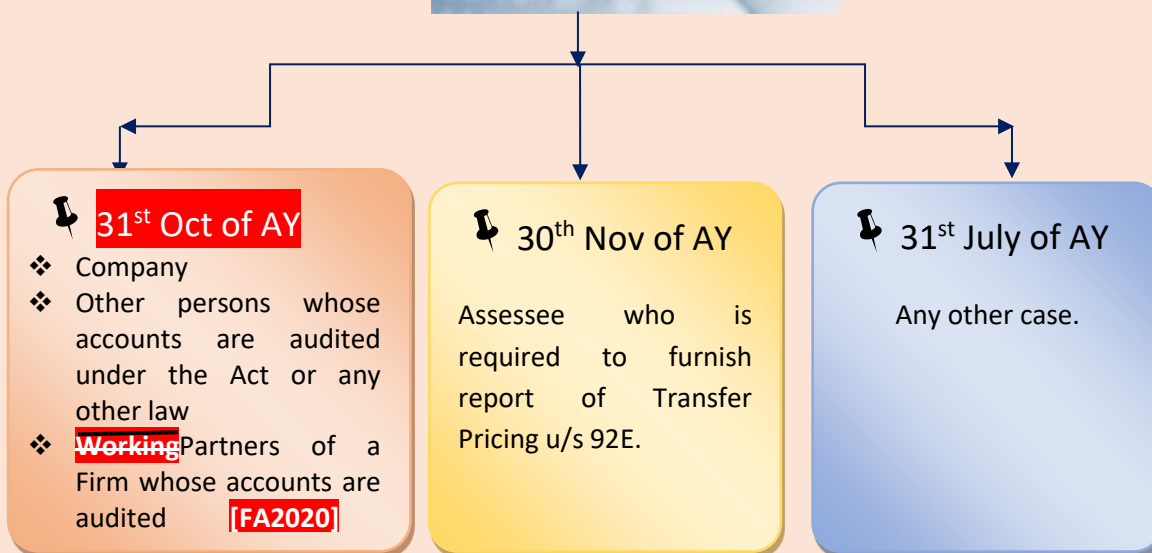 31st Oct of AY
❖ Company
❖ Other persons whose
accounts are audited
under the Act or any
other law
❖ WorkingPartners of a
Firm whose accounts are
audited [FA2020]
30th Nov of AY
Assessee who is
required to furnish
report of Transfer
Pricing u/s 92E.
31st July of AY
Any other case.